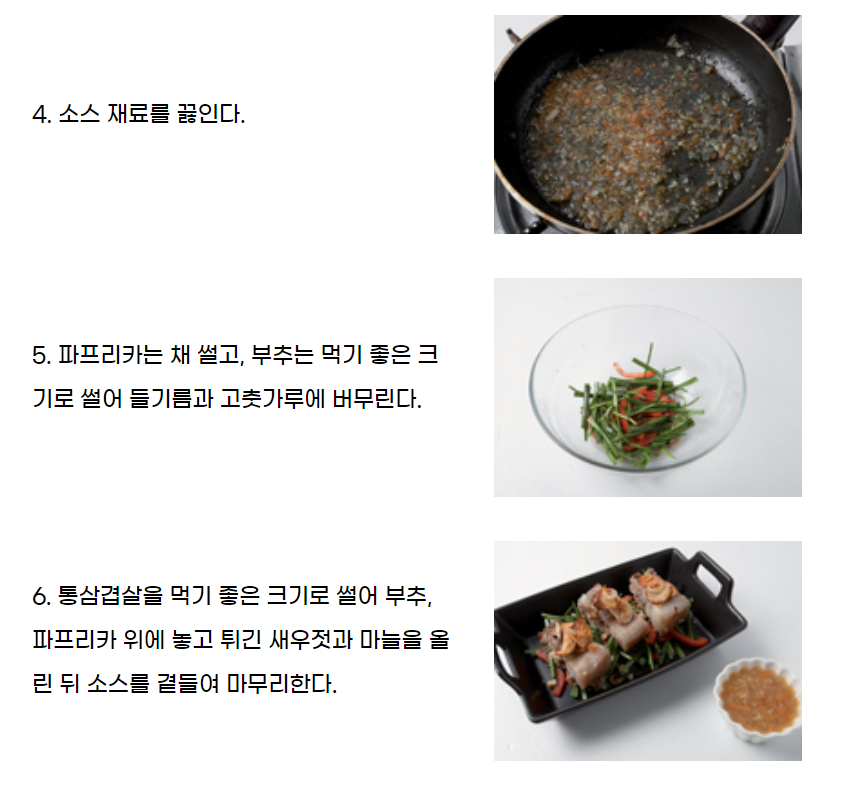 4. 소스 재료를 끓인다.
5. 파프리카는 채 썰고, 부추는 먹기 좋은 크
기로 썰어 들기름과 고춧가루에 버무린다.
6. 통삼겹살을 먹기 좋은 크기로 썰어 부추,
파프리카 위에 놓고 튀긴 새우젓과 마늘을 올
린 뒤 소스를 곁들여 마무리한다.